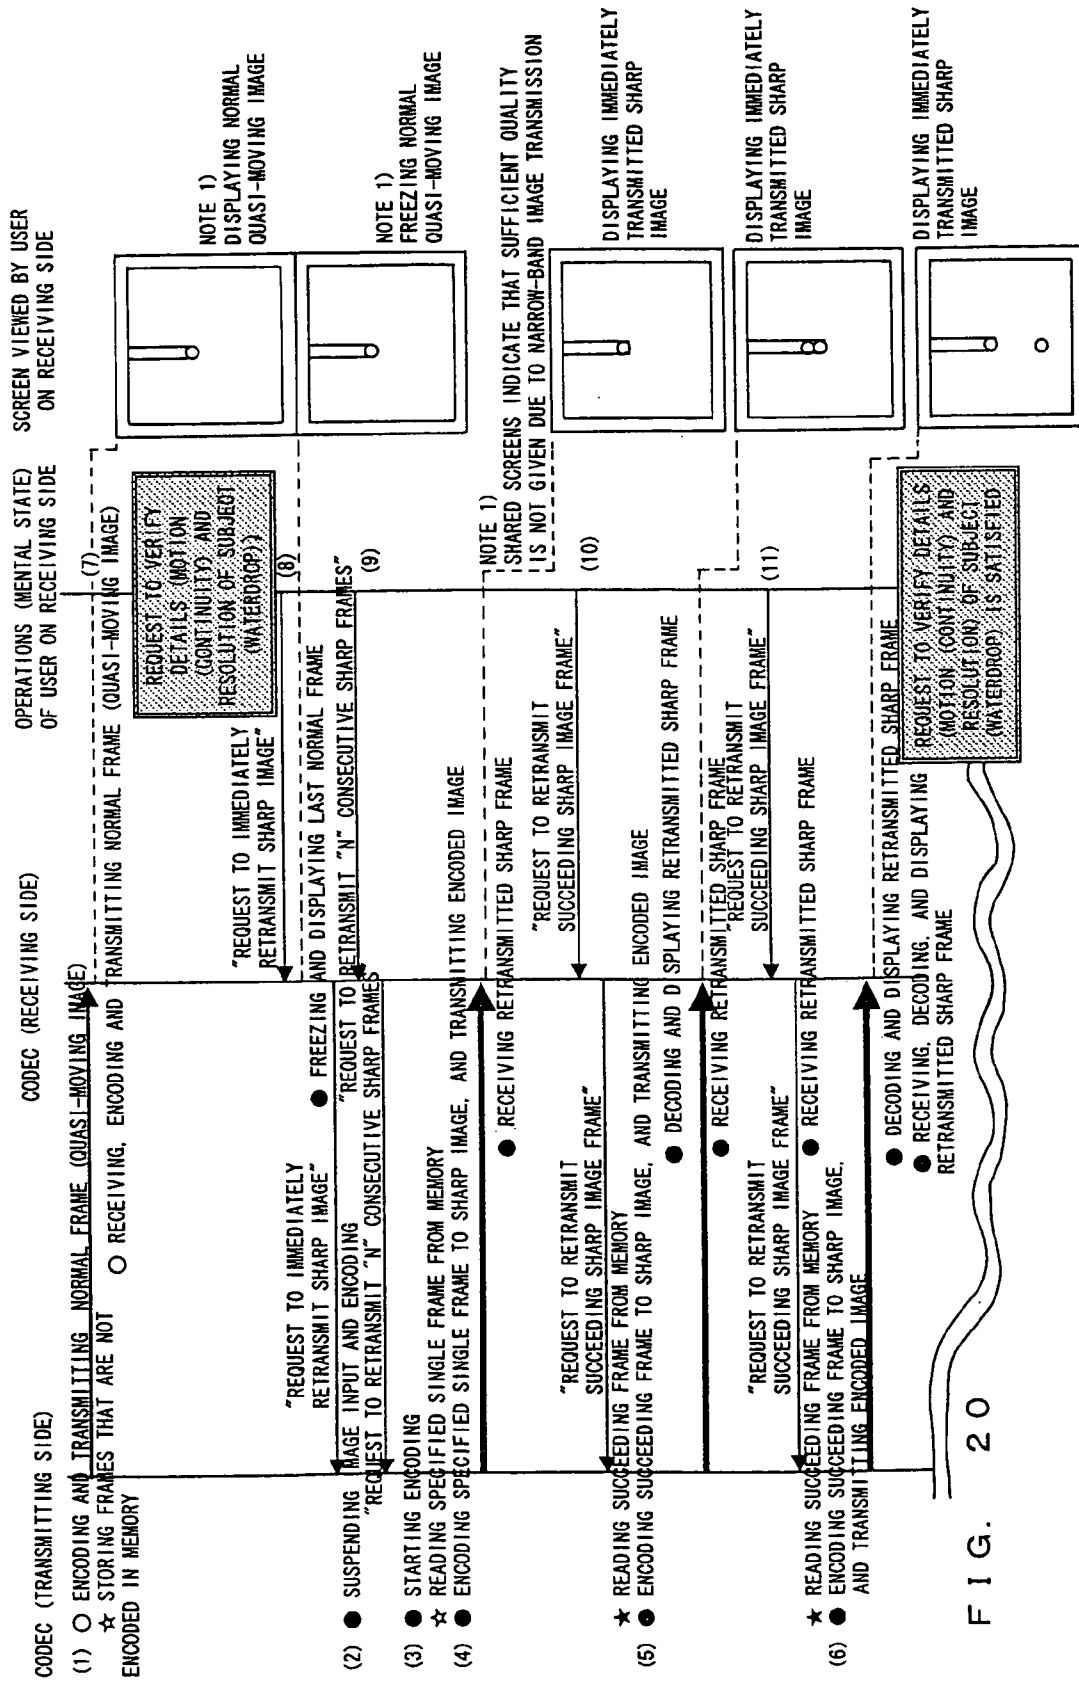 CODEC (TRANSMITTING SIDE)
CODEC (RECEIVING SIDE)
OPERATIONS (MENTAL STATE)
OF USER ON RECEIVING SIDE
SCREEN VIEWED BY USER
ON RECEIVING SIDE
(1) ○ ENCODING AND TRANSMITTING NORMAL FRAME (QUASI-MOVING IMAGE)
☆ STORING FRAMES THAT ARE NOT
ENCODED IN MEMORY
○ RECEIVING, ENCODING AND TRANSMITTING NORMAL FRAME (QUASI-MOVING IMAGE)
(7)
REQUEST TO VERIFY
DETAILS (MOTION
(CONTINUITY) AND
RESOLUTION OF SUBJECT
(WATERDROP))
NOTE 1)
DISPLAYING NORMAL
QUASI-MOVING IMAGE
"REQUEST TO IMMEDIATELY
RETRANSMIT SHARP IMAGE"
(8)
"REQUEST TO IMMEDIATELY
RETRANSMIT SHARP IMAGE"
● FREEZING AND DISPLAYING LAST NORMAL FRAME
(2) ● SUSPENDING IMAGE INPUT AND ENCODING
"REQUEST TO RETRANSMIT "N" CONSECUTIVE SHARP FRAMES"
(9)
"REQUEST TO RETRANSMIT "N" CONSECUTIVE SHARP FRAMES
NOTE 1)
FREEZING NORMAL
QUASI-MOVING IMAGE
(3) ● STARTING ENCODING
☆ READING SPECIFIED SINGLE FRAME FROM MEMORY
(4) ● ENCODING SPECIFIED SINGLE FRAME TO SHARP IMAGE, AND TRANSMITTING ENCODED IMAGE
NOTE 1)
SHARED SCREENS INDICATE THAT SUFFICIENT QUALITY
IS NOT GIVEN DUE TO NARROW-BAND IMAGE TRANSMISSION
● RECEIVING RETRANSMITTED SHARP FRAME
"REQUEST TO RETRANSMIT
SUCCEEDING SHARP IMAGE FRAME"
(10)
DISPLAYING IMMEDIATELY
TRANSMITTED SHARP
IMAGE
"REQUEST TO RETRANSMIT
SUCCEEDING SHARP IMAGE FRAME"
★ READING SUCCEEDING FRAME FROM MEMORY
(5) ● ENCODING SUCCEEDING FRAME TO SHARP IMAGE, AND TRANSMITTING ENCODED IMAGE
● DECODING AND DISPLAYING RETRANSMITTED SHARP FRAME
● RECEIVING RETRANSMITTED SHARP FRAME
"REQUEST TO RETRANSMIT
SUCCEEDING SHARP IMAGE FRAME"
(11)
DISPLAYING IMMEDIATELY
TRANSMITTED SHARP
IMAGE
"REQUEST TO RETRANSMIT
SUCCEEDING SHARP IMAGE FRAME"
● RECEIVING RETRANSMITTED SHARP FRAME
★ READING SUCCEEDING FRAME FROM MEMORY
(6) ● ENCODING SUCCEEDING FRAME TO SHARP IMAGE,
AND TRANSMITTING ENCODED IMAGE
● DECODING AND DISPLAYING RETRANSMITTED SHARP FRAME
● RECEIVING, DECODING, AND DISPLAYING
RETRANSMITTED SHARP FRAME
REQUEST TO VERIFY DETAILS
(MOTION (CONTINUITY) AND
RESOLUTION) OF SUBJECT
(WATERDROP) IS SATISFIED
DISPLAYING IMMEDIATELY
TRANSMITTED SHARP
IMAGE
FIG. 20